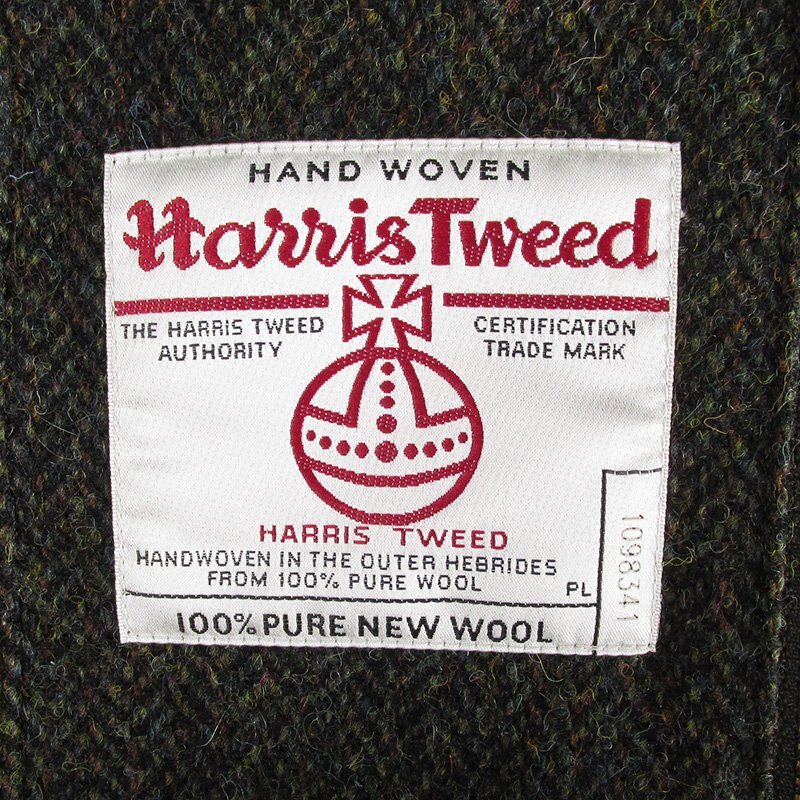 HAND WOVEN
Harris Tweed
THE HARRIS TWEED
AUTHORITY
CERTIFICATION
TRADE MARK
HARRIS TWEED
HANDWOVEN IN THE OUTER HEBRIDES
FROM 100% PURE WOOL
PL
1098341
100% PURE NEW WOOL